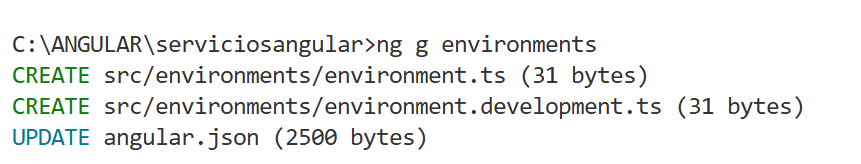 C:\ANGULAR\serviciosangular>ng g environments
CREATE src/environments/environment.ts (31 bytes)
CREATE src/environments/environment.development.ts (31 bytes)
UPDATE angular.json (2500 bytes)